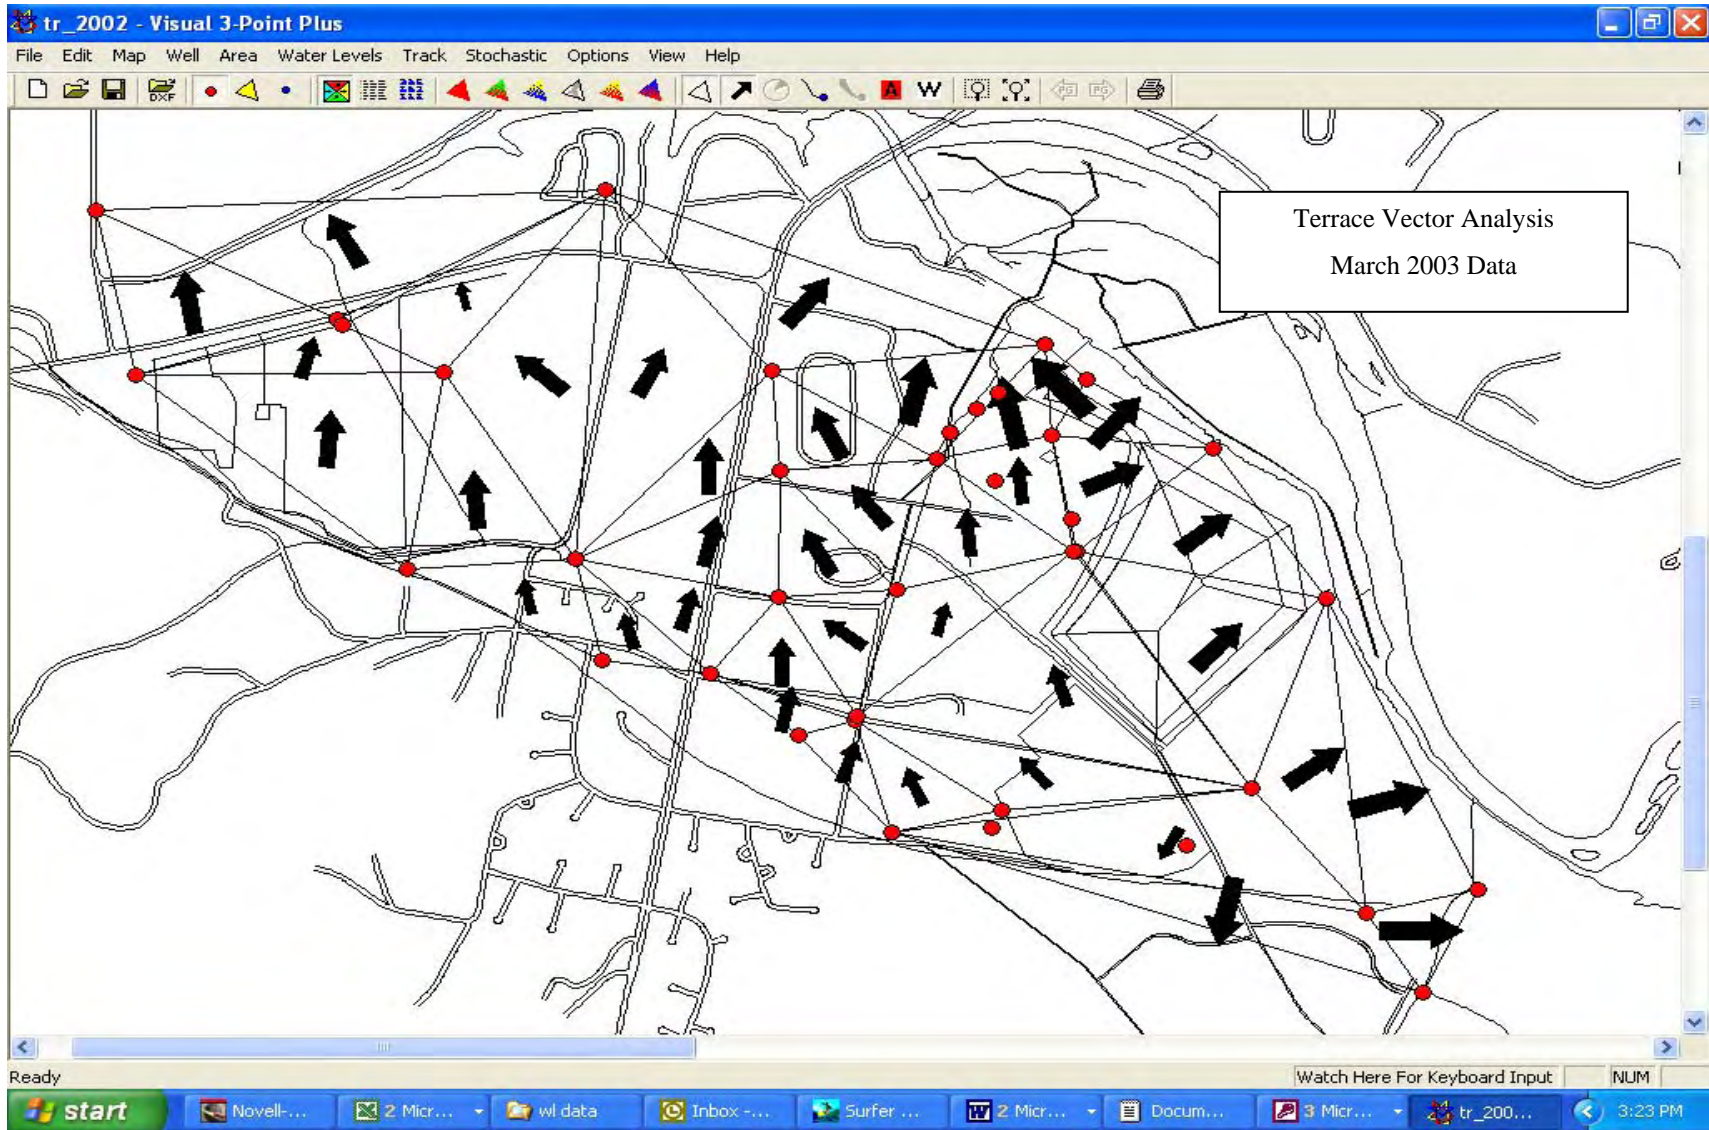 tr_2002 - Visual 3-Point Plus
File Edit Map Well Area Water Levels Track Stochastic Options View Help
DXF A W PG PG
Terrace Vector Analysis
March 2003 Data
Ready Watch Here For Keyboard Input NUM
start Novell-... 2 Micr... wl data Inbox -... Surfer ... 2 Micr... Docum... 3 Micr... tr_200... 3:23 PM